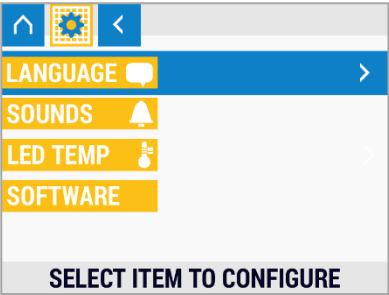 LANGUAGE
SOUNDS
LED TEMP
SOFTWARE
SELECT ITEM TO CONFIGURE